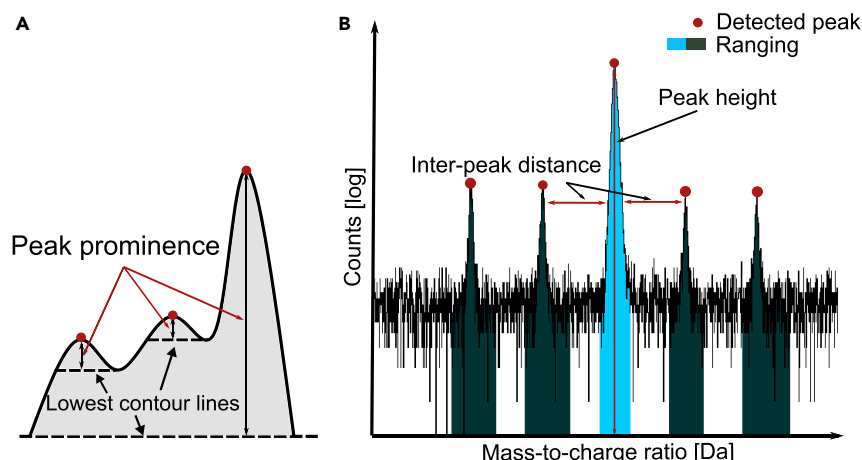 A
Peak prominence
Lowest contour lines
B
Detected peak
Ranging
Peak height
Inter-peak distance
Counts [log]
Mass-to-charge ratio [Da]